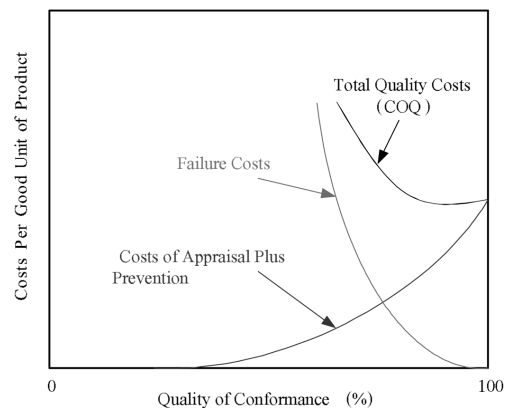 Costs Per Good Unit of Product
Total Quality Costs
(COQ)
Failure Costs
Costs of Appraisal Plus
Prevention
0
100
Quality of Conformance (%)